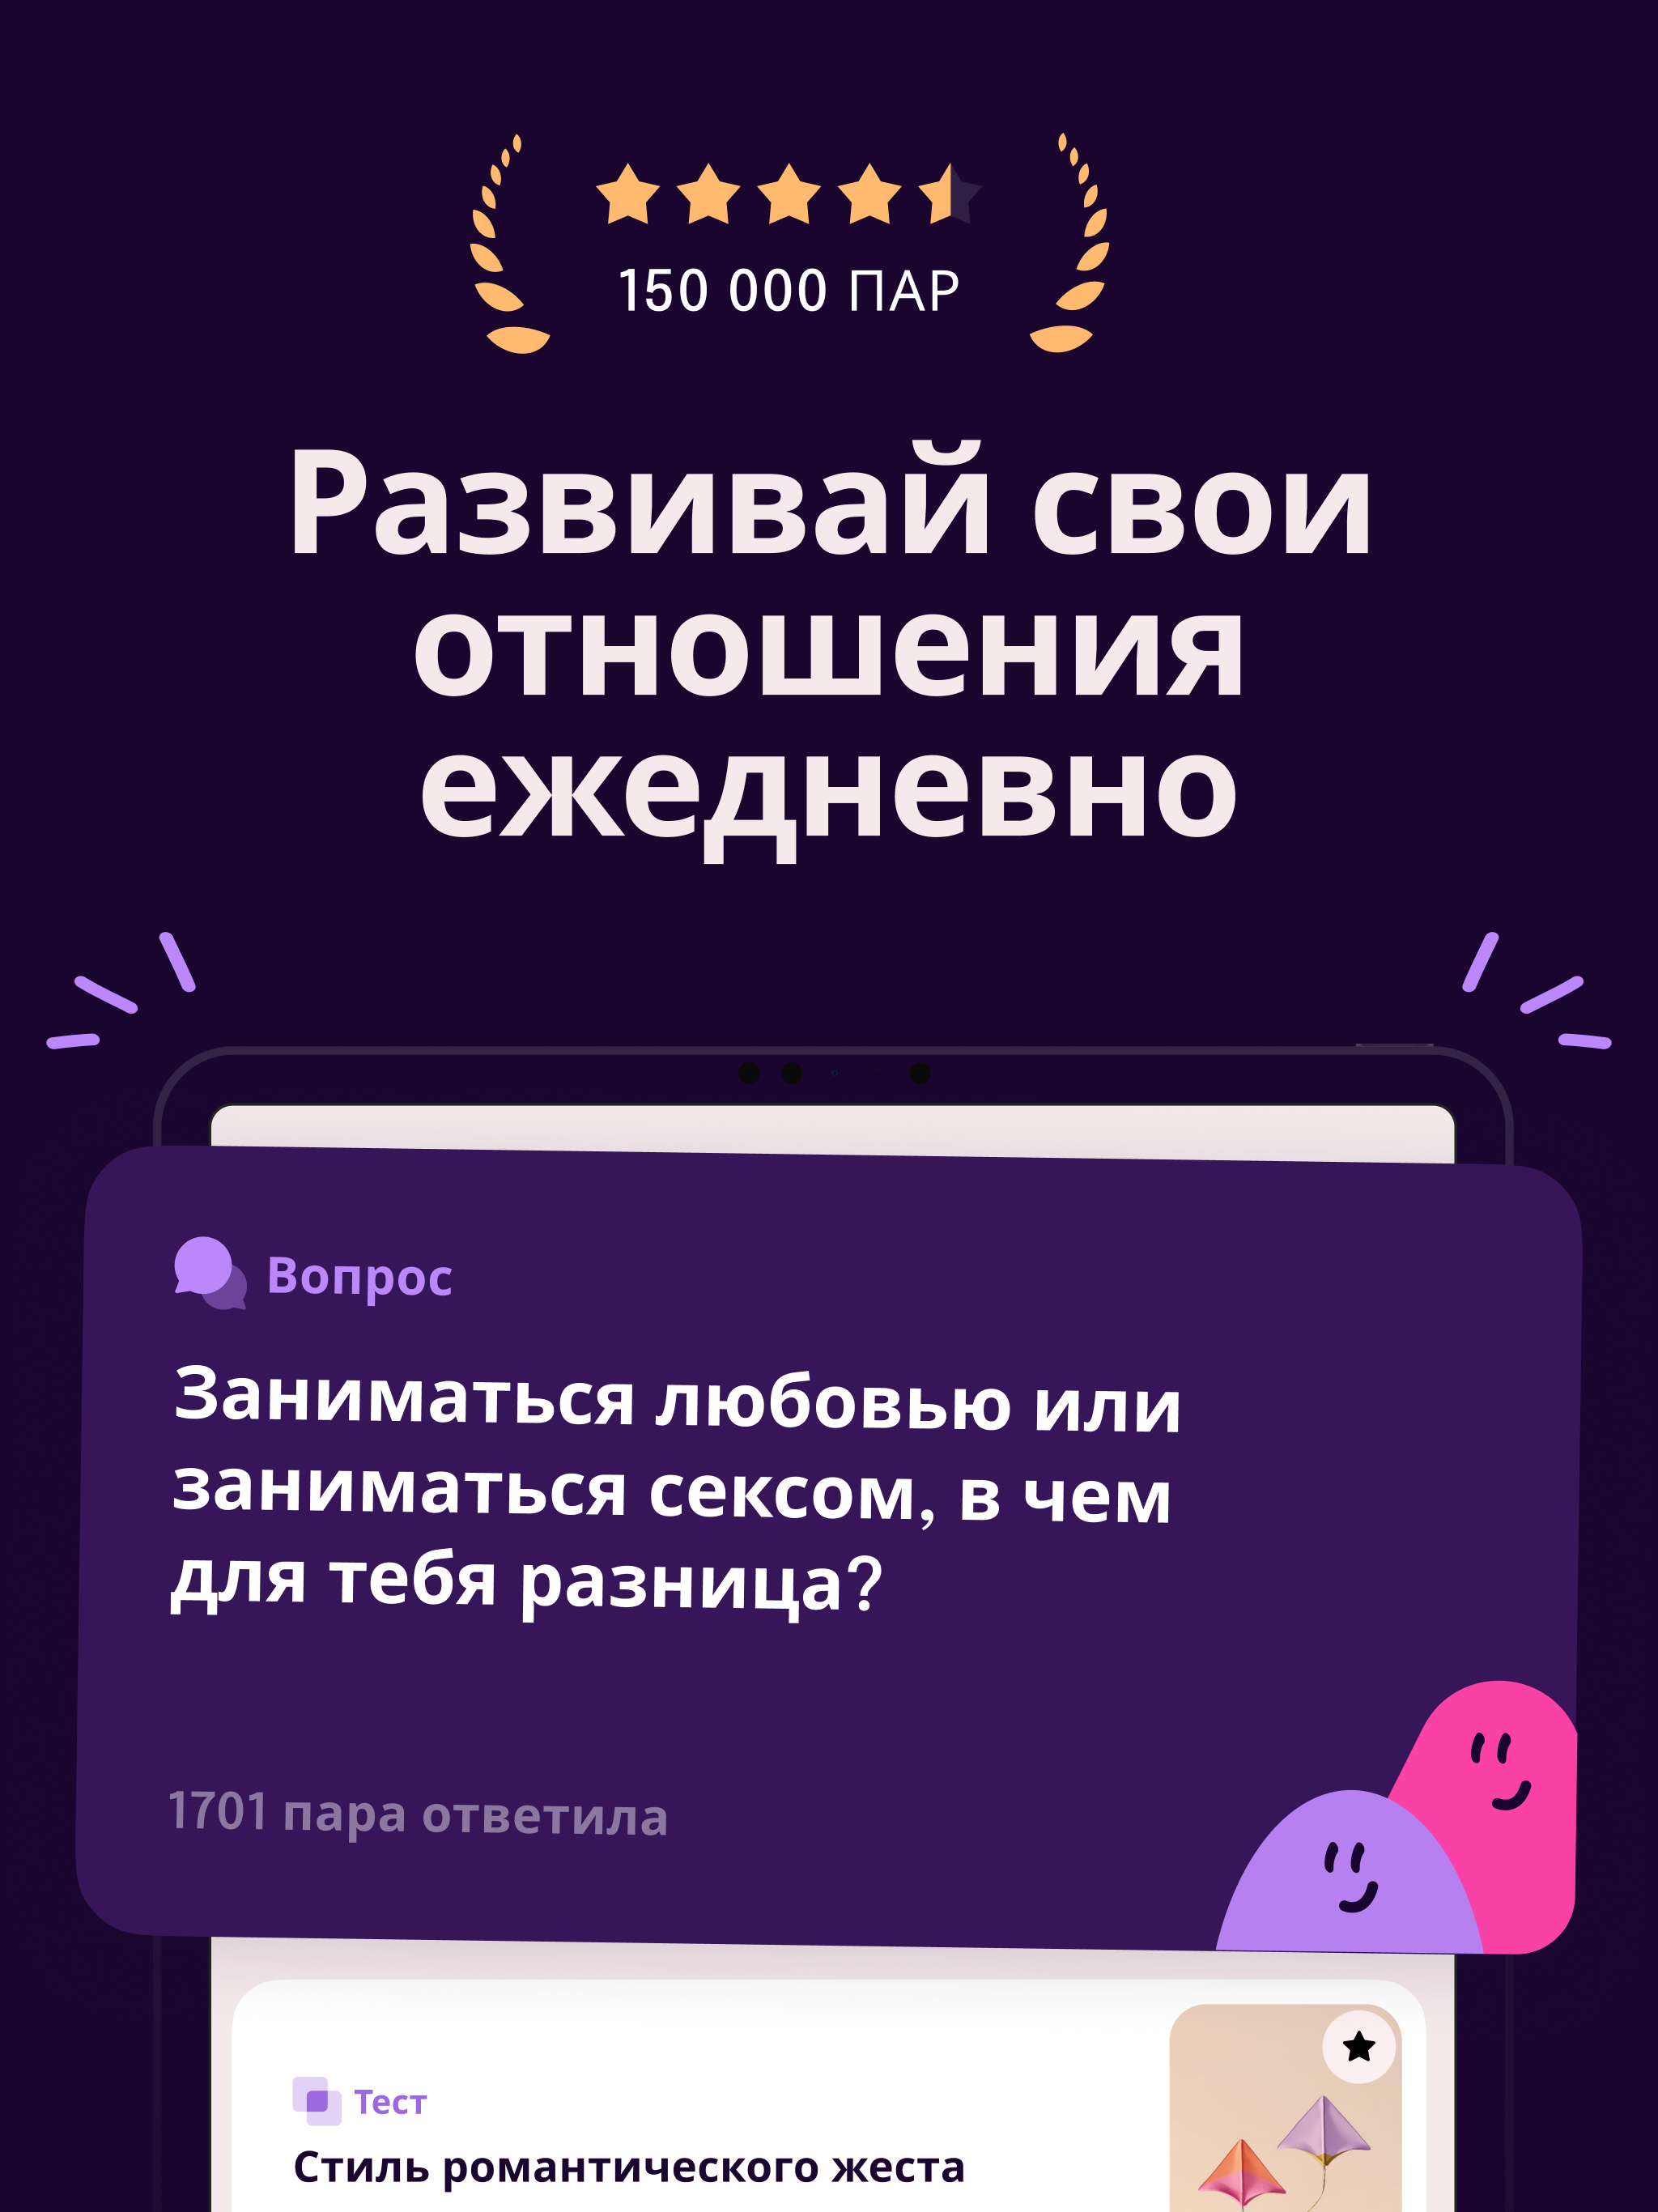 150 000 ПАР
Развивай свои
отношения
ежедневно
Вопрос
Заниматься любовью или
заниматься сексом, в чем
для тебя разница?
1701 пара ответила
Тест
Стиль романтического жеста